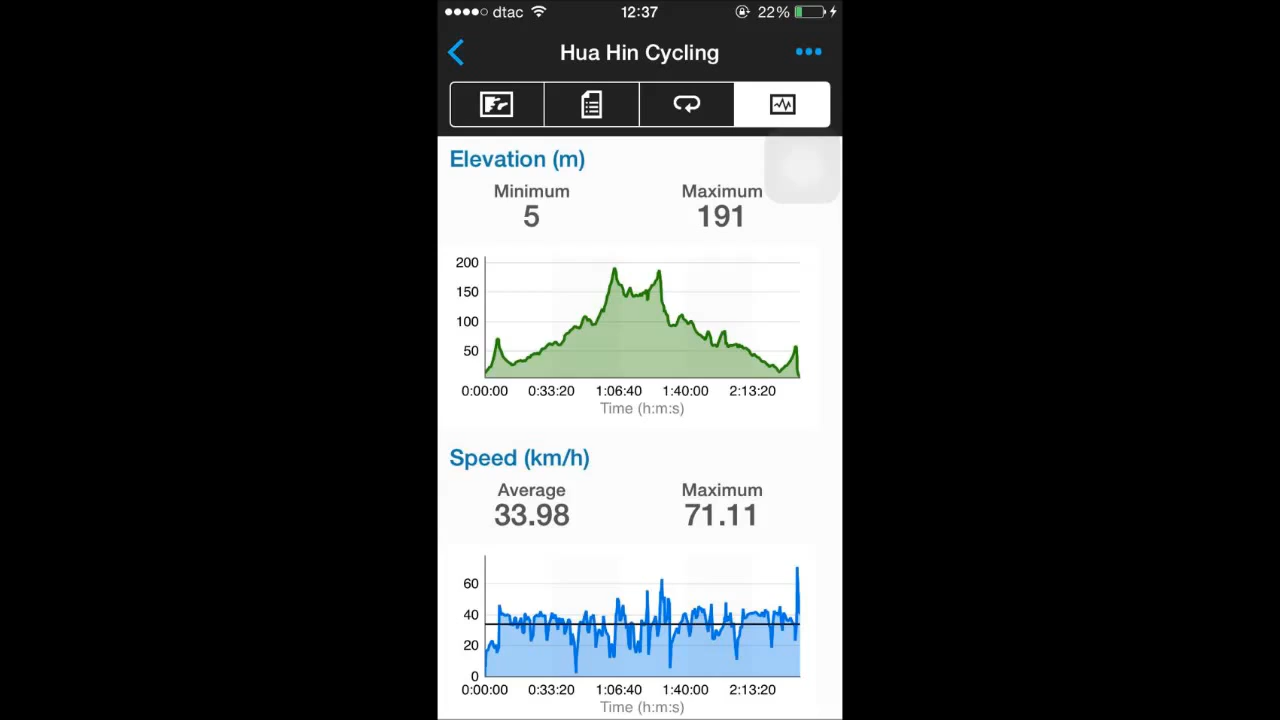 dtac 12:37 22%
Hua Hin Cycling
Elevation (m)
Minimum Maximum
5 191
200
150
100
50
0:00:00 0:33:20 1:06:40 1:40:00 2:13:20
Time (h:m:s)
Speed (km/h)
Average Maximum
33.98 71.11
60
40
20
0
0:00:00 0:33:20 1:06:40 1:40:00 2:13:20
Time (h:m:s)